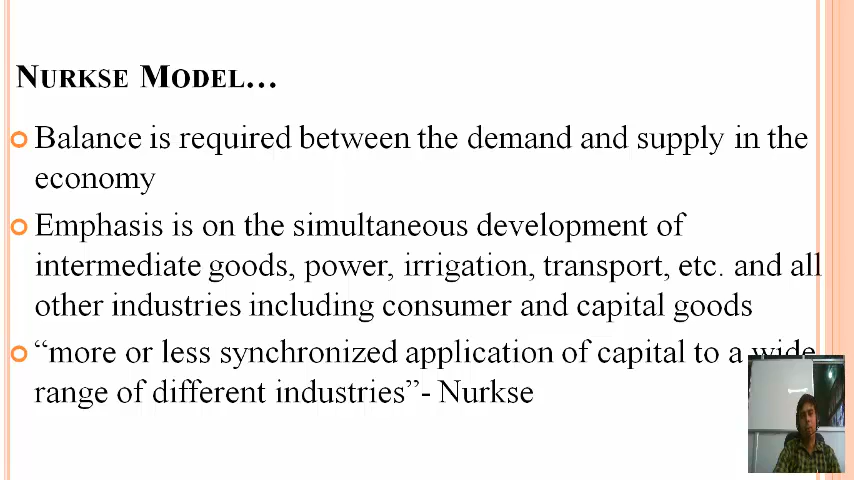 NURKSE MODEL...
Balance is required between the demand and supply in the
economy
Emphasis is on the simultaneous development of
intermediate goods, power, irrigation, transport, etc. and all
other industries including consumer and capital goods
“more or less synchronized application of capital to a wide
range of different industries”- Nurkse